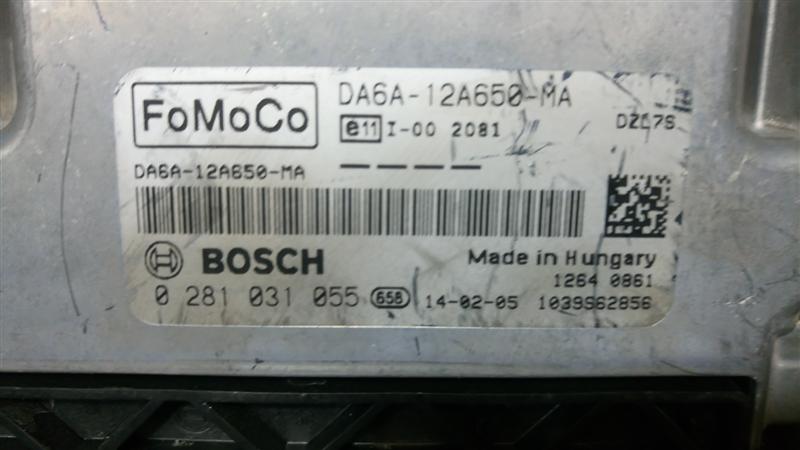 FoMoCo
DA6A-12A650-MA
e11 I-00 2081
DZL7S
DA6A-12A650-MA
BOSCH
Made in Hungary
1264 0861
0 281 031 055 658 14-02-05 1039S62856